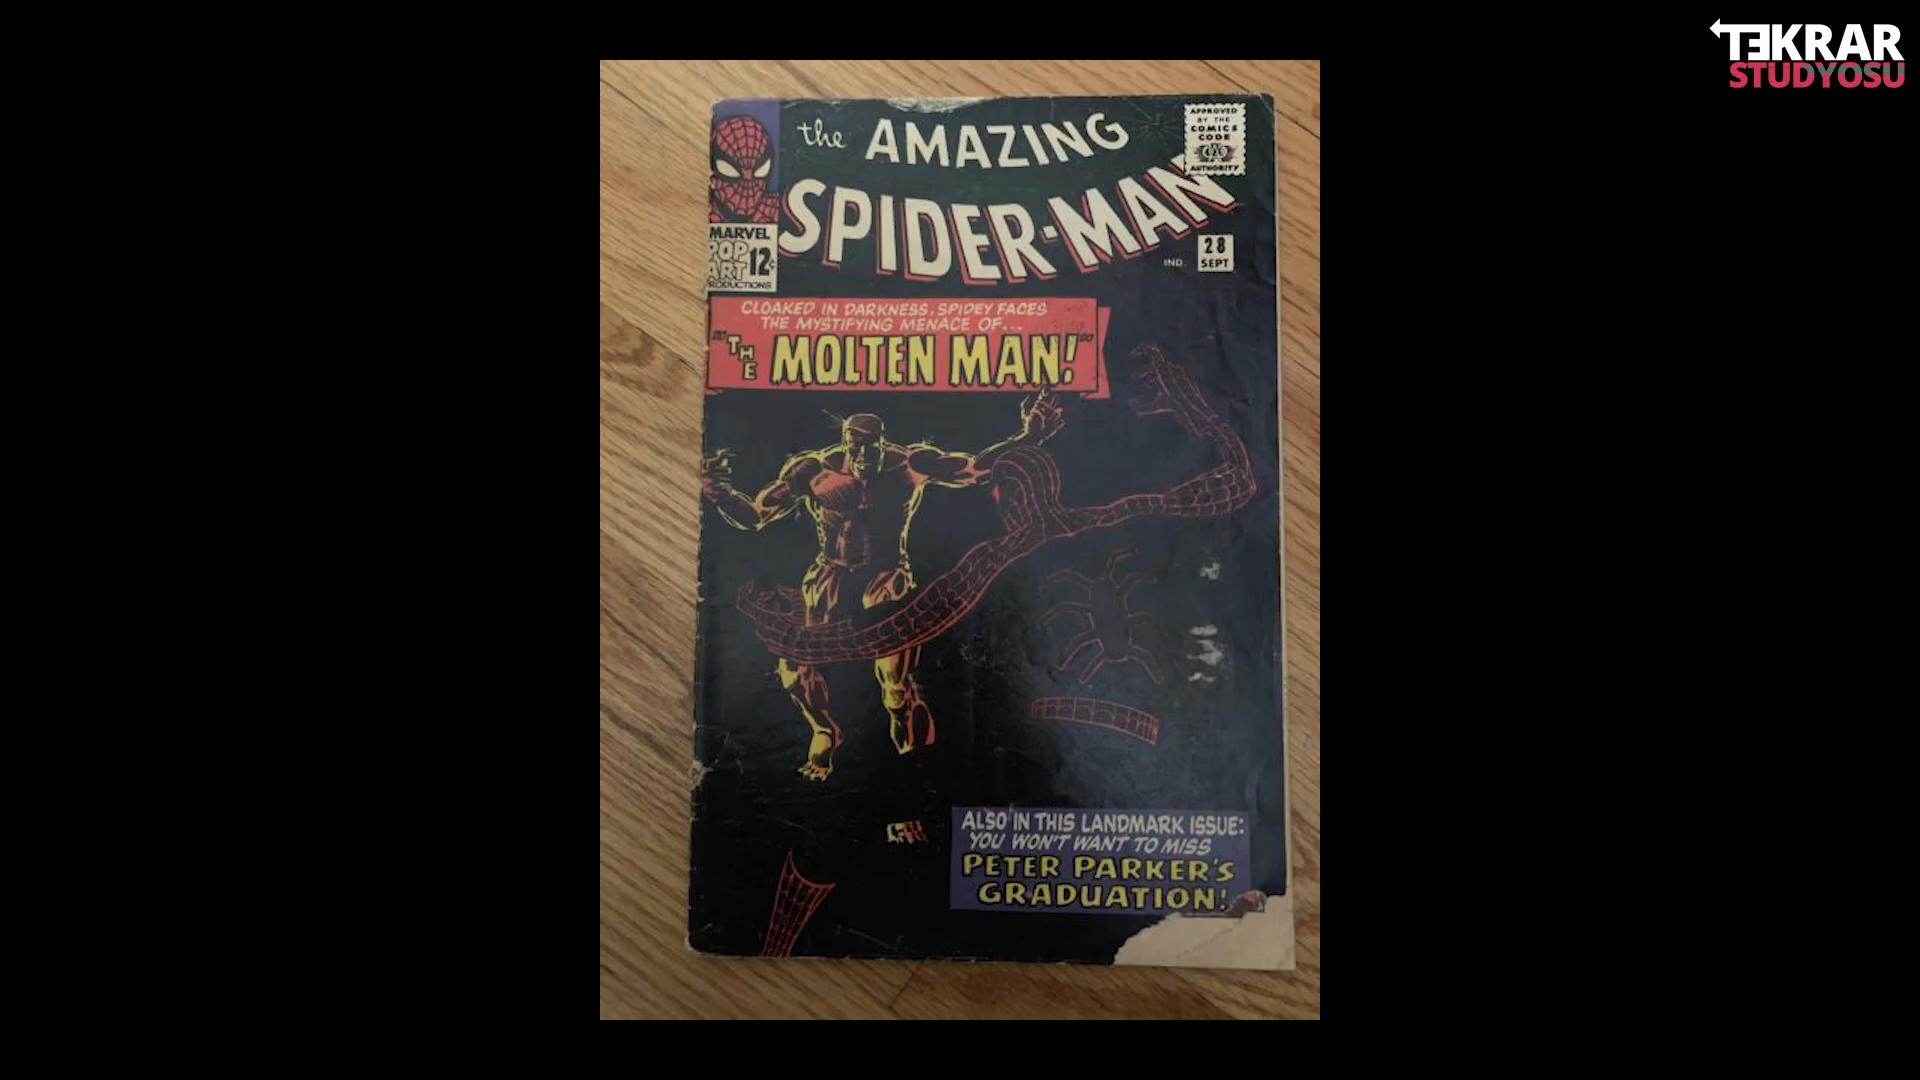 TEKRAR
STUDYOSU
the AMAZING
SPIDER-MAN
APPROVED
BY THE
COMICS
CODE
AUTHORITY
MARVEL
POP
ART
PRODUCTIONS
12¢
28
IND. SEPT
CLOAKED IN DARKNESS, SPIDEY FACES
THE MYSTIFYING MENACE OF...
"THE MOLTEN MAN!"
ALSO IN THIS LANDMARK ISSUE:
YOU WON'T WANT TO MISS
PETER PARKER'S
GRADUATION!